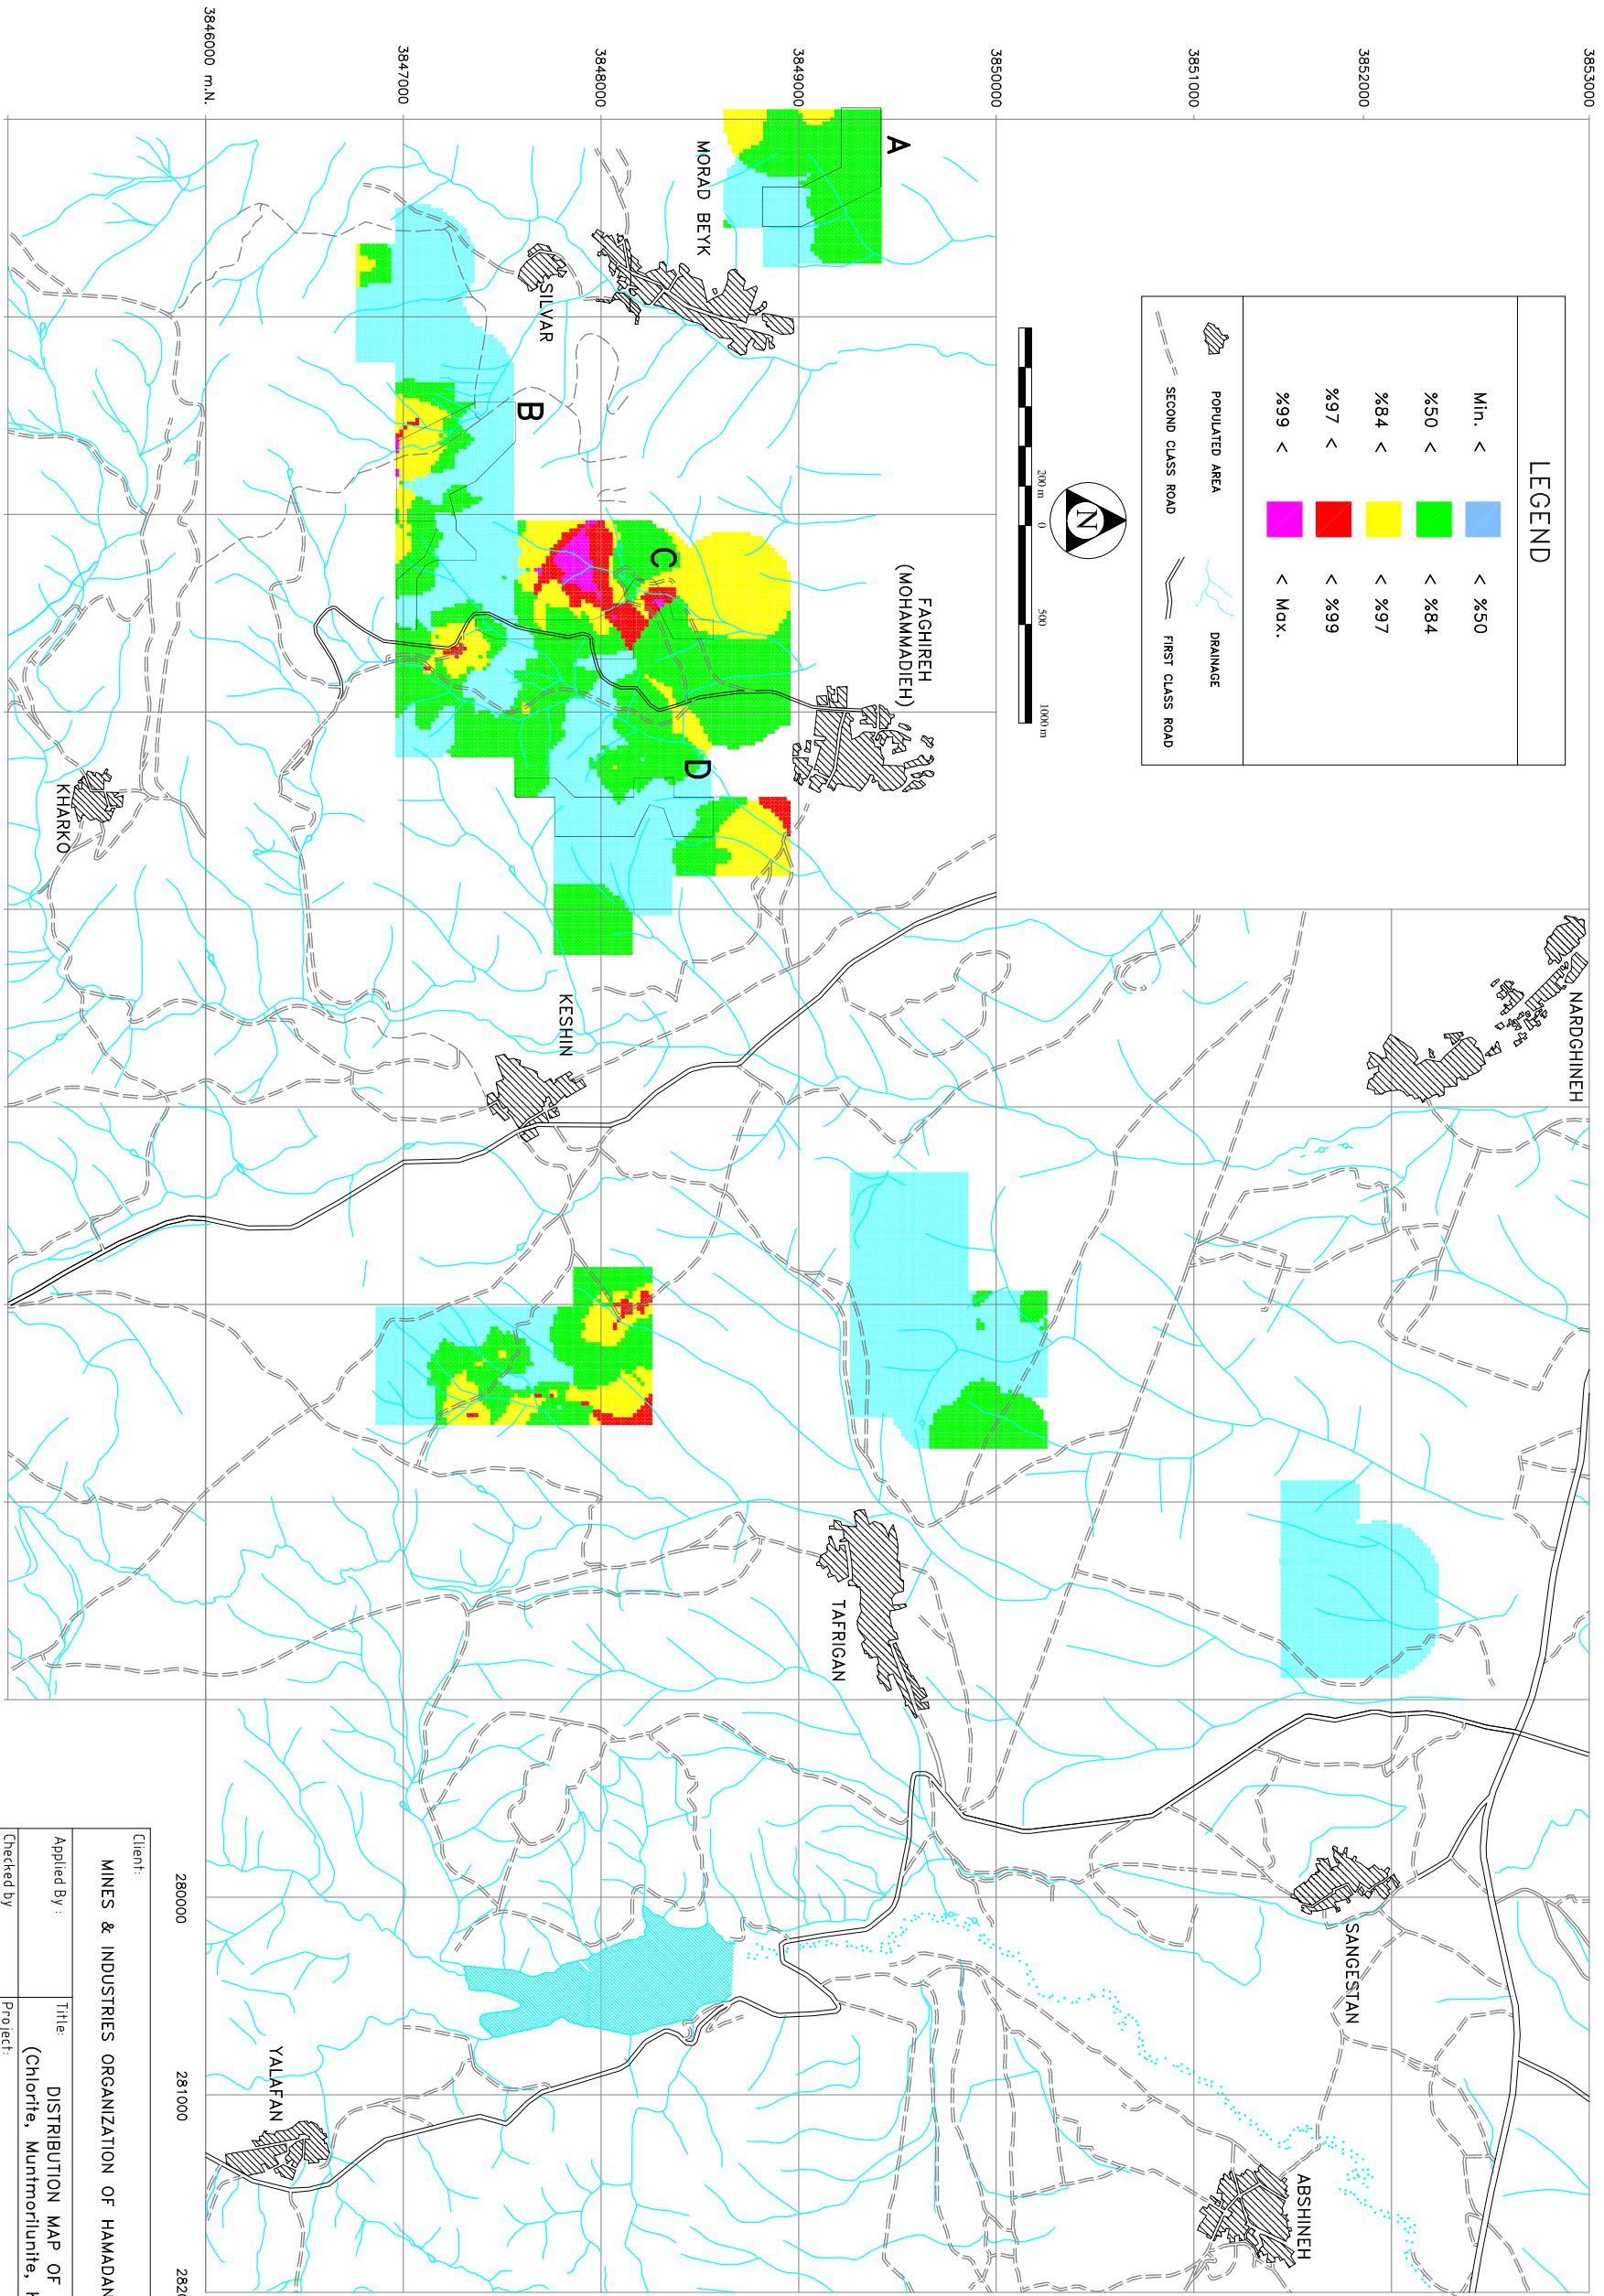 LEGEND
Min. < < %50
%50 < < %84
%84 < < %97
%97 < < %99
%99 < < Max.
POPULATED AREA
DRAINAGE
SECOND CLASS ROAD
FIRST CLASS ROAD
200 m 0 500 1000 m
N
3853000
3852000
3851000
3850000
3849000
3848000
3847000
3846000 m.N.
A
MORAD BEYK
SILVAR
B
C
FAGHIREH
(MOHAMMADIEH)
D
KHARKO
KESHIN
NARDGHINEH
TAFRIGAN
SANGESTAN
ABSHINEH
YALAFAN
280000
281000
Client:
MINES & INDUSTRIES ORGANIZATION OF HAMADAN
Applied By :
Title:
DISTRIBUTION MAP OF
(Chlorite, Muntmorilunite,
Checked by
Project: